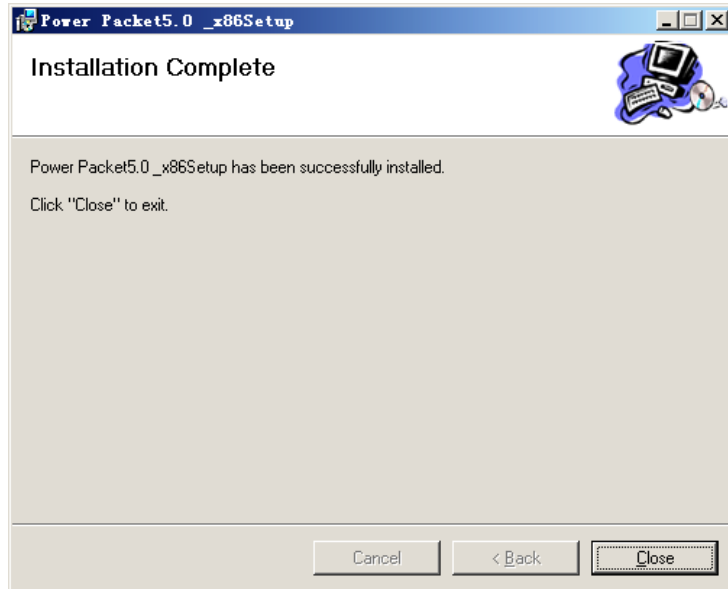 Power Packet5.0 _x86Setup
Installation Complete
Power Packet5.0 _x86Setup has been successfully installed.
Click "Close" to exit.
Cancel
< Back
Close